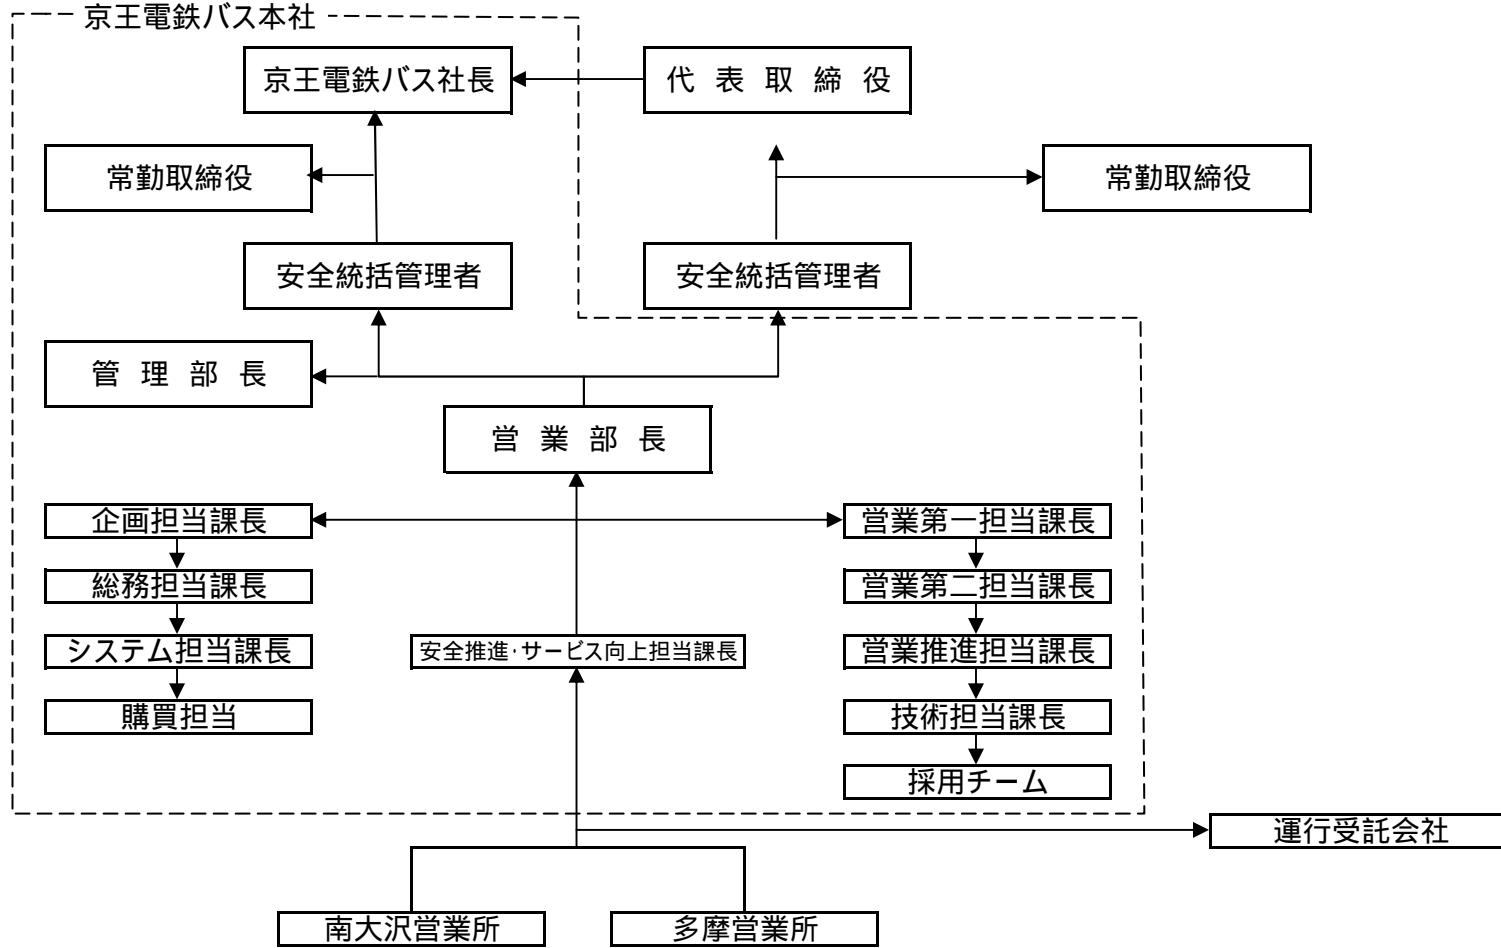 京王電鉄バス本社
京王電鉄バス社長
代表取締役
常勤取締役
常勤取締役
安全統括管理者
安全統括管理者
管理部長
営業部長
企画担当課長
営業第一担当課長
総務担当課長
営業第二担当課長
システム担当課長
安全推進・サービス向上担当課長
営業推進担当課長
購買担当
技術担当課長
採用チーム
運行受託会社
南大沢営業所
多摩営業所